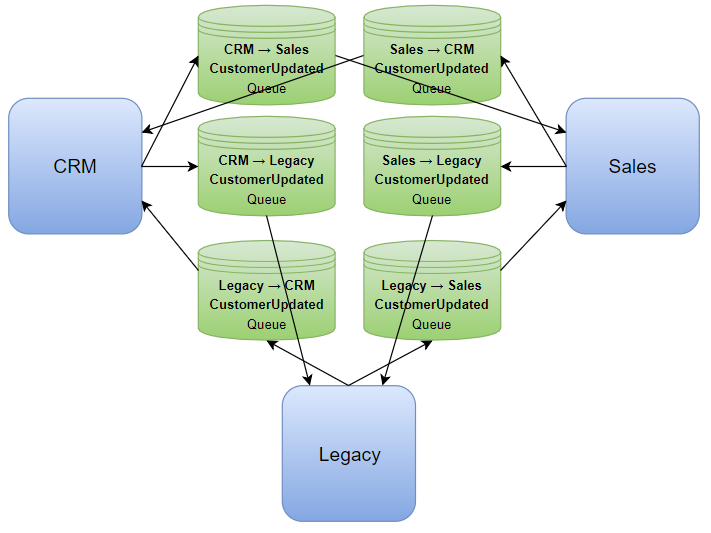 CRM → Sales
CustomerUpdated
Queue
Sales → CRM
CustomerUpdated
Queue
CRM
CRM → Legacy
CustomerUpdated
Queue
Sales → Legacy
CustomerUpdated
Queue
Sales
Legacy → CRM
CustomerUpdated
Queue
Legacy → Sales
CustomerUpdated
Queue
Legacy